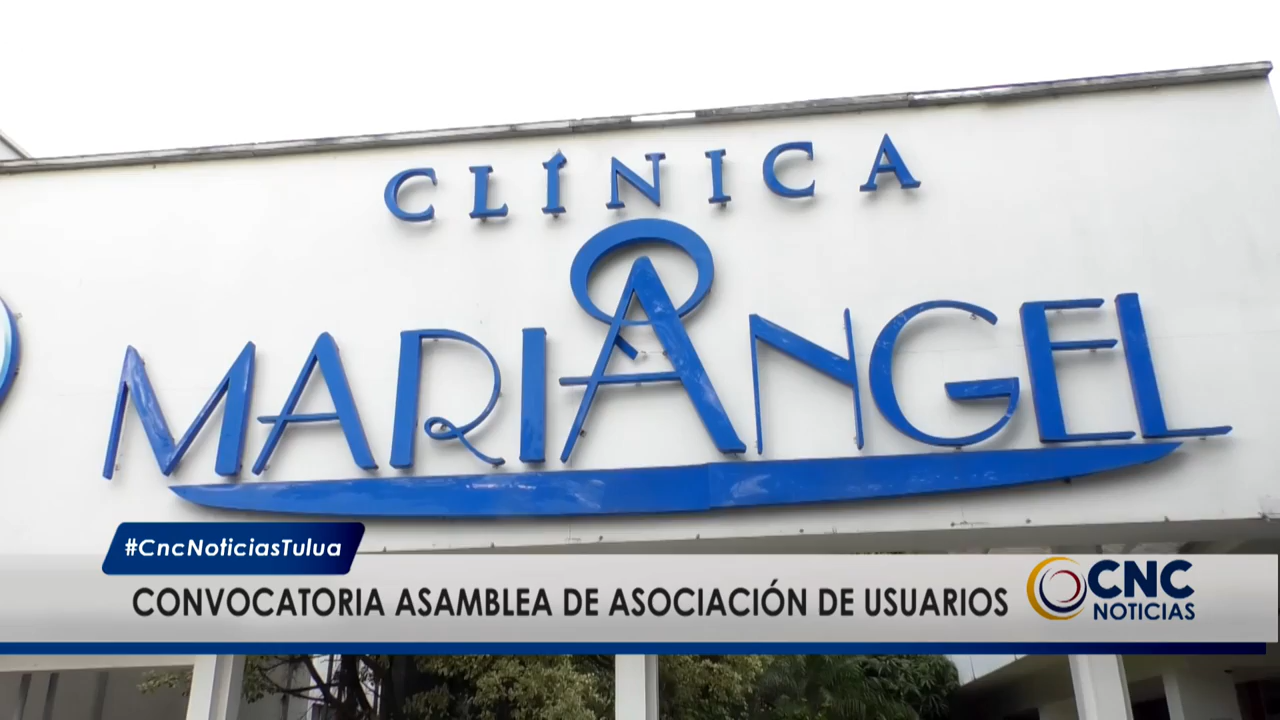 CLÍNICA
MARIANGEL
#CncNoticiasTulua
CONVOCATORIA ASAMBLEA DE ASOCIACIÓN DE USUARIOS
CNC
NOTICIAS